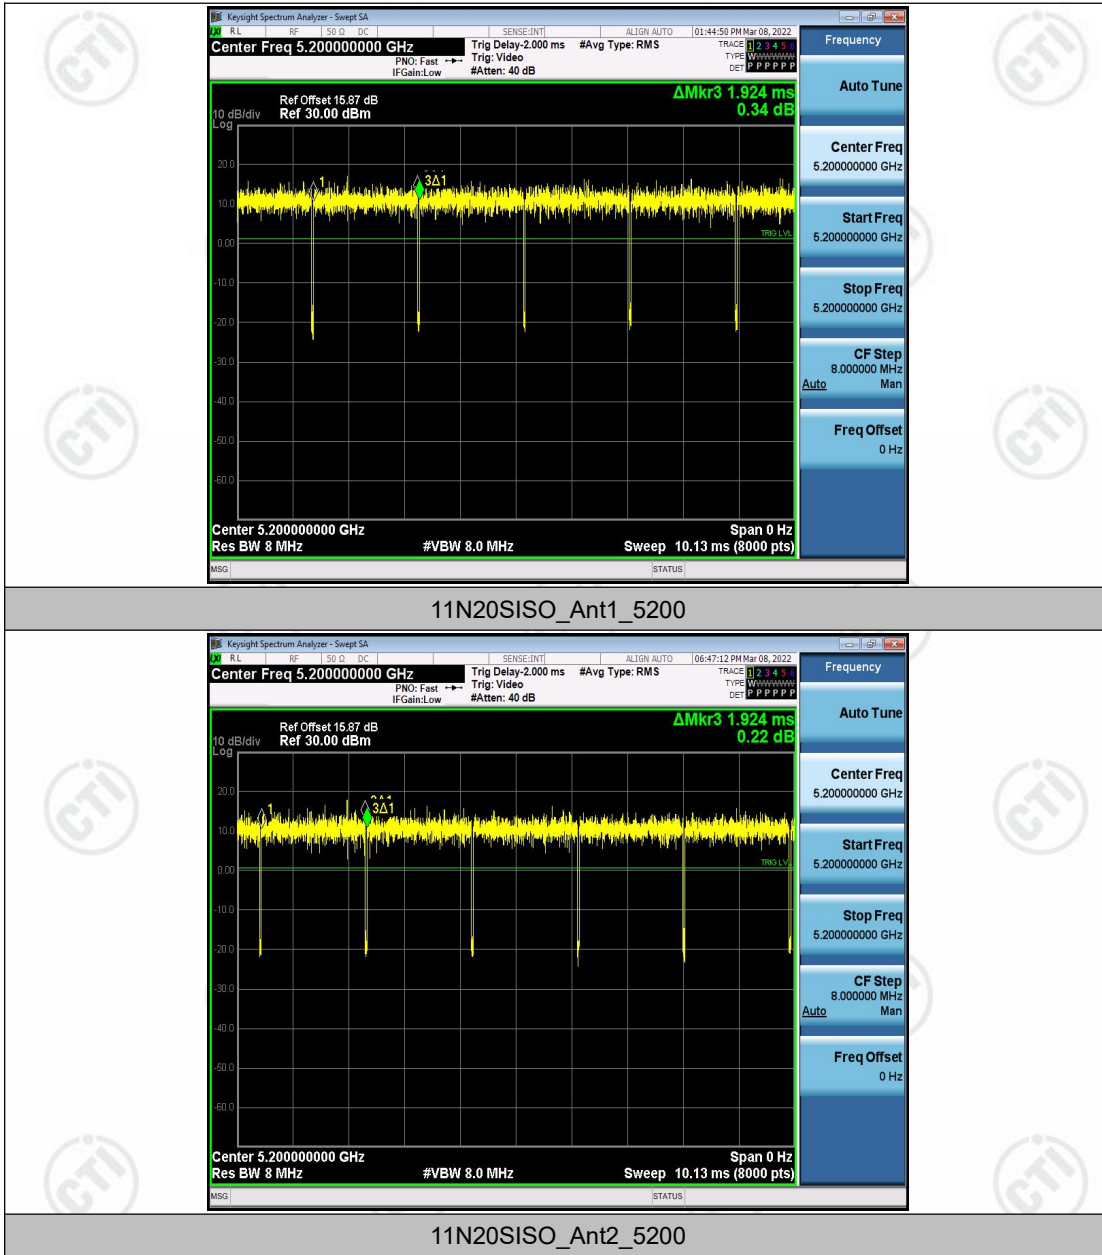 Keysight Spectrum Analyzer - Swept SA
RL RF 50 Ω DC SENSE:INT ALIGN AUTO 01:44:50 PM Mar 08, 2022
Center Freq 5.200000000 GHz
Trig Delay-2.000 ms #Avg Type: RMS
TRACE 1 2 3 4 5 6
PNO: Fast Trig: Video
TYPE W
IFGain:Low #Atten: 40 dB
DET P P P P P P
ΔMkr3 1.924 ms
0.34 dB
Ref Offset 15.87 dB
10 dB/div Ref 30.00 dBm
Log
20.0
1
3Δ1
10.0
TRIG LVL
0.00
-10.0
-20.0
-30.0
-40.0
-50.0
-60.0
Center 5.200000000 GHz Span 0 Hz
Res BW 8 MHz #VBW 8.0 MHz Sweep 10.13 ms (8000 pts)
MSG STATUS
Frequency
Auto Tune
Center Freq
5.200000000 GHz
Start Freq
5.200000000 GHz
Stop Freq
5.200000000 GHz
CF Step
8.000000 MHz
Auto Man
Freq Offset
0 Hz
11N20SISO_Ant1_5200
Keysight Spectrum Analyzer - Swept SA
RL RF 50 Ω DC SENSE:INT ALIGN AUTO 06:47:12 PM Mar 08, 2022
Center Freq 5.200000000 GHz
Trig Delay-2.000 ms #Avg Type: RMS
TRACE 1 2 3 4 5 6
PNO: Fast Trig: Video
TYPE W
IFGain:Low #Atten: 40 dB
DET P P P P P P
ΔMkr3 1.924 ms
0.22 dB
Ref Offset 15.87 dB
10 dB/div Ref 30.00 dBm
Log
20.0
1
3Δ1
10.0
TRIG LVL
0.00
-10.0
-20.0
-30.0
-40.0
-50.0
-60.0
Center 5.200000000 GHz Span 0 Hz
Res BW 8 MHz #VBW 8.0 MHz Sweep 10.13 ms (8000 pts)
MSG STATUS
Frequency
Auto Tune
Center Freq
5.200000000 GHz
Start Freq
5.200000000 GHz
Stop Freq
5.200000000 GHz
CF Step
8.000000 MHz
Auto Man
Freq Offset
0 Hz
11N20SISO_Ant2_5200
CTI
CTI
CTI
CTI
CTI
CTI
CTI
CTI